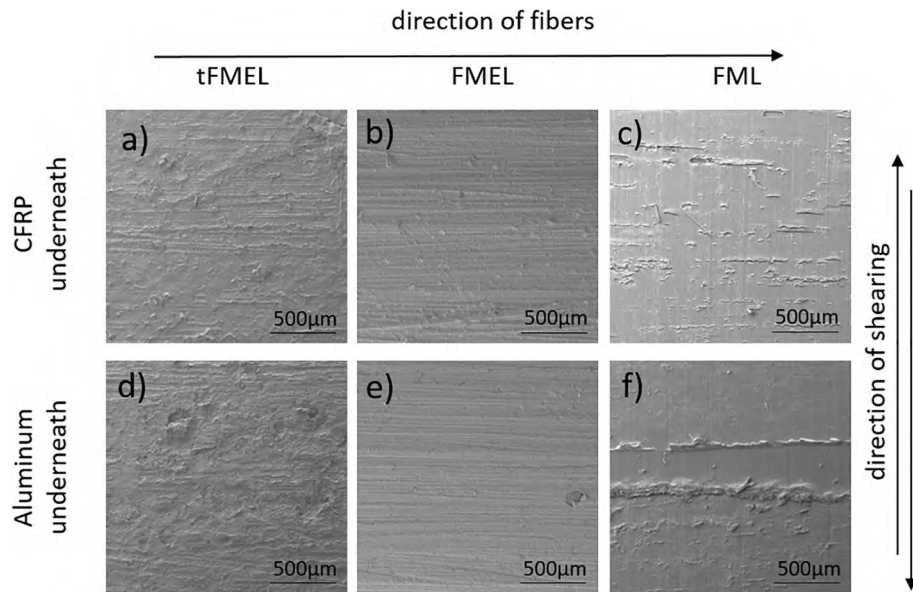 direction of fibers
tFMEL
FMEL
FML
CFRP
underneath
a)
500µm
b)
500µm
c)
500µm
direction of shearing
Aluminum
underneath
d)
500µm
e)
500µm
f)
500µm